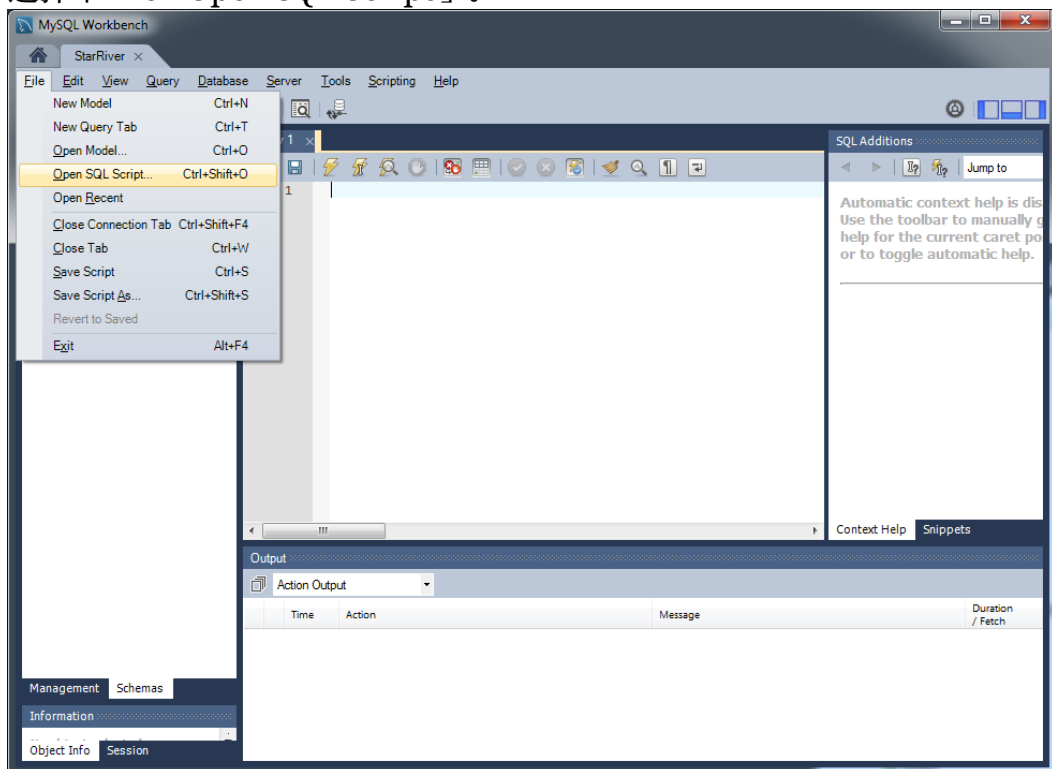 MySQL Workbench
StarRiver
File Edit View Query Database Server Tools Scripting Help
New Model Ctrl+N
New Query Tab Ctrl+T
Open Model... Ctrl+O
Open SQL Script... Ctrl+Shift+O
Open Recent
Close Connection Tab Ctrl+Shift+F4
Close Tab Ctrl+W
Save Script Ctrl+S
Save Script As... Ctrl+Shift+S
Revert to Saved
Exit Alt+F4
1
1
SQL Additions
Jump to
Automatic context help is dis
Use the toolbar to manually g
help for the current caret po
or to toggle automatic help.
Context Help Snippets
Output
Action Output
Time Action Message Duration / Fetch
Management Schemas
Information
Object Info Session